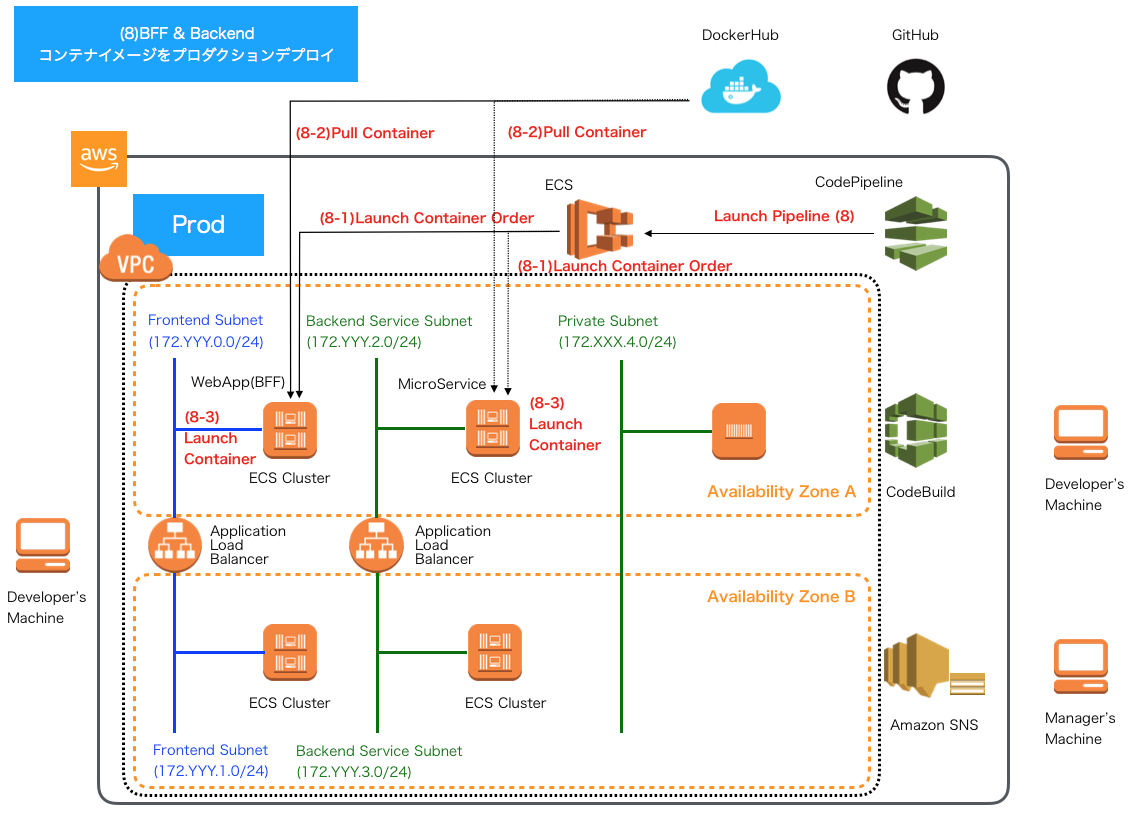 (8)BFF & Backend
コンテナイメージをプロダクションデプロイ
DockerHub
GitHub
(8-2)Pull Container
(8-2)Pull Container
aws
ECS
CodePipeline
Prod
(8-1)Launch Container Order
Launch Pipeline (8)
VPC
(8-1)Launch Container Order
Frontend Subnet
(172.YYY.0.0/24)
Backend Service Subnet
(172.YYY.2.0/24)
Private Subnet
(172.XXX.4.0/24)
WebApp(BFF)
MicroService
(8-3)
Launch
Container
(8-3)
Launch
Container
ECS Cluster
ECS Cluster
Availability Zone A
CodeBuild
Developer's
Machine
Application
Load
Balancer
Application
Load
Balancer
Developer's
Machine
Availability Zone B
ECS Cluster
ECS Cluster
Amazon SNS
Manager's
Machine
Frontend Subnet
(172.YYY.1.0/24)
Backend Service Subnet
(172.YYY.3.0/24)